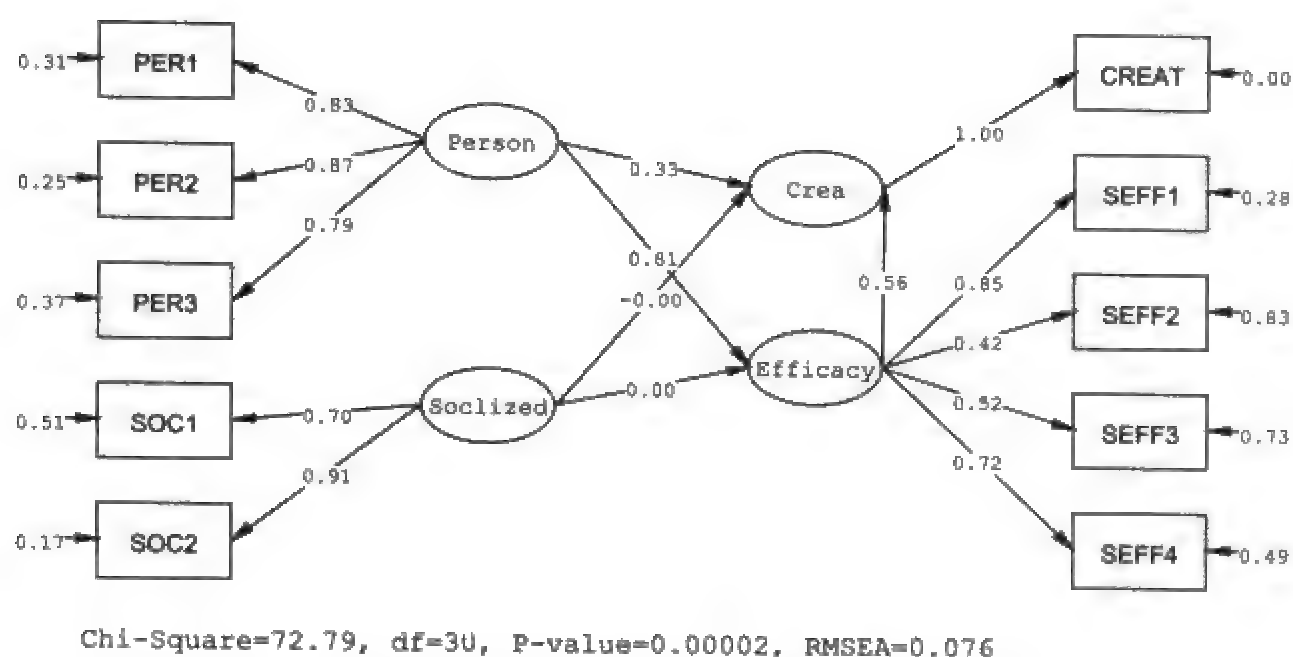 0.31 PER1
0.83
0.25 PER2
0.87
0.37 PER3
0.79
0.51 SOC1
0.70
0.17 SOC2
0.91
Person
Soclized
0.33
0.81
-0.00
0.00
Crea
Efficacy
0.56
1.00
CREAT 0.00
0.85
SEFF1 0.28
0.42
SEFF2 0.83
0.52
SEFF3 0.73
0.72
SEFF4 0.49
Chi-Square=72.79, df=30, P-value=0.00002, RMSEA=0.076